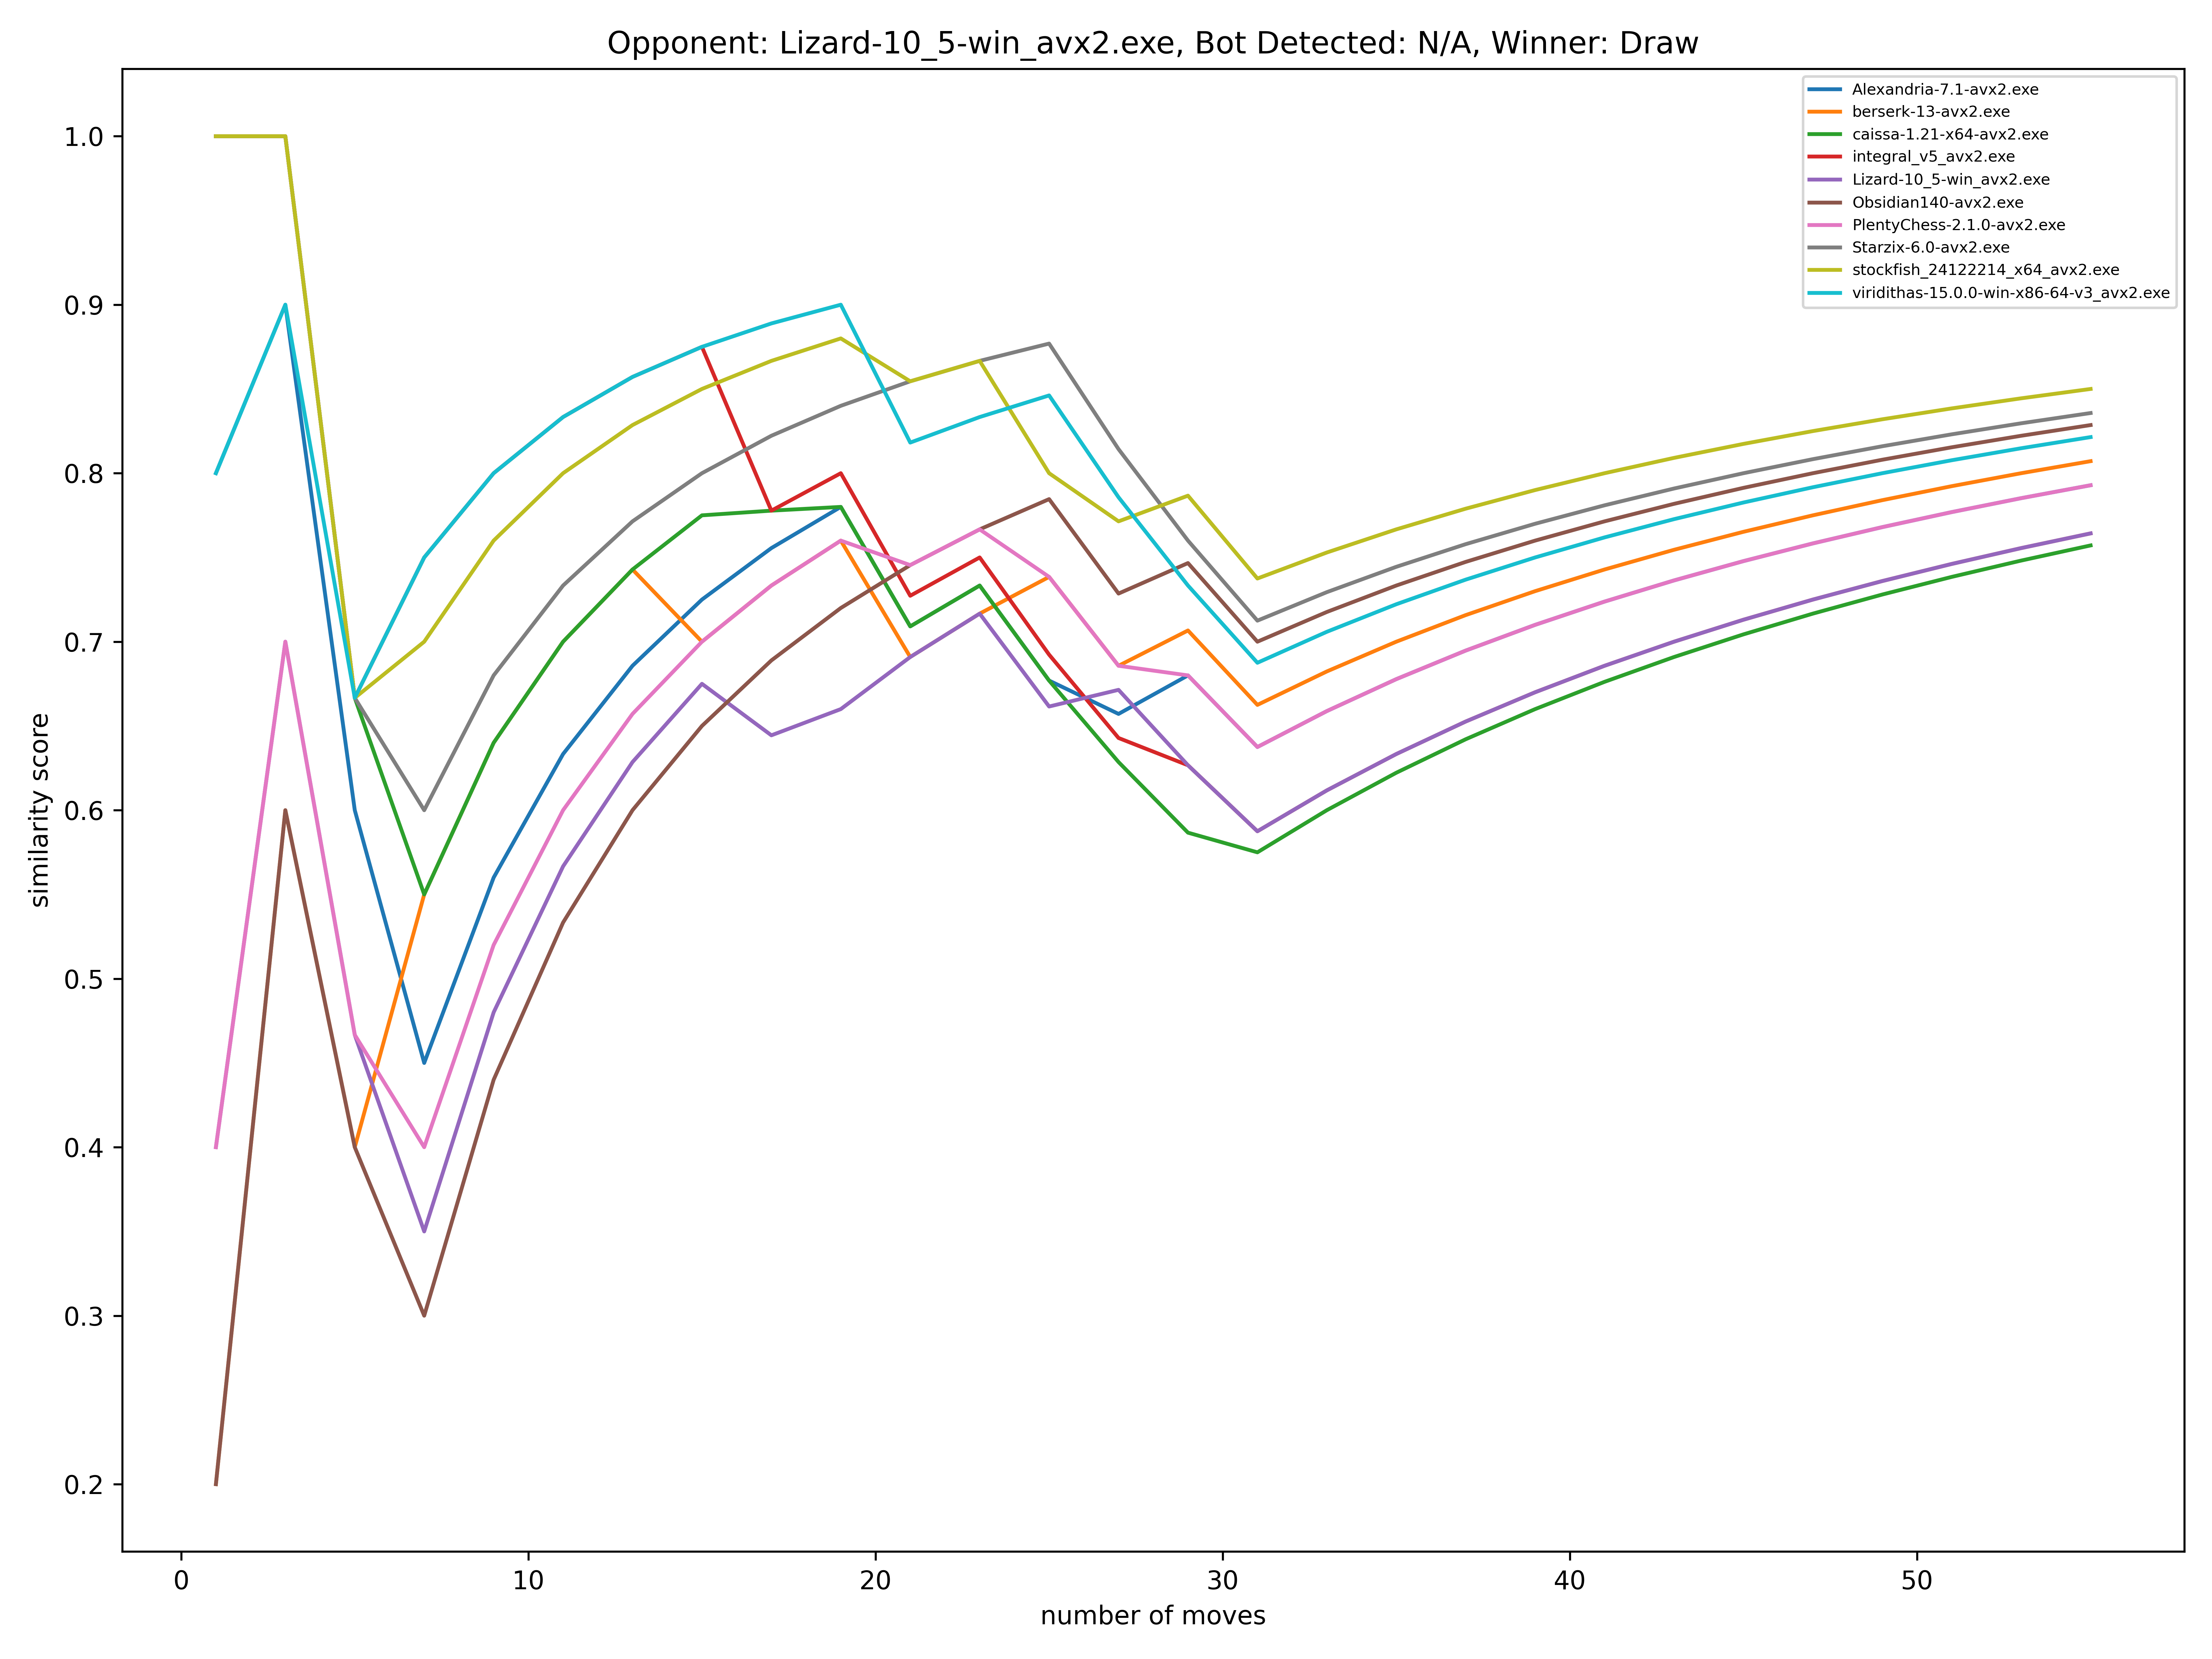 Opponent: Lizard-10_5-win_avx2.exe, Bot Detected: N/A, Winner: Draw
Alexandria-7.1-avx2.exe
berserk-13-avx2.exe
caissa-1.21-x64-avx2.exe
integral_v5_avx2.exe
Lizard-10_5-win_avx2.exe
Obsidian140-avx2.exe
PlentyChess-2.1.0-avx2.exe
Starzix-6.0-avx2.exe
stockfish_24122214_x64_avx2.exe
viridithas-15.0.0-win-x86-64-v3_avx2.exe
similarity score
1.0
0.9
0.8
0.7
0.6
0.5
0.4
0.3
0.2
0 10 20 30 40 50
number of moves